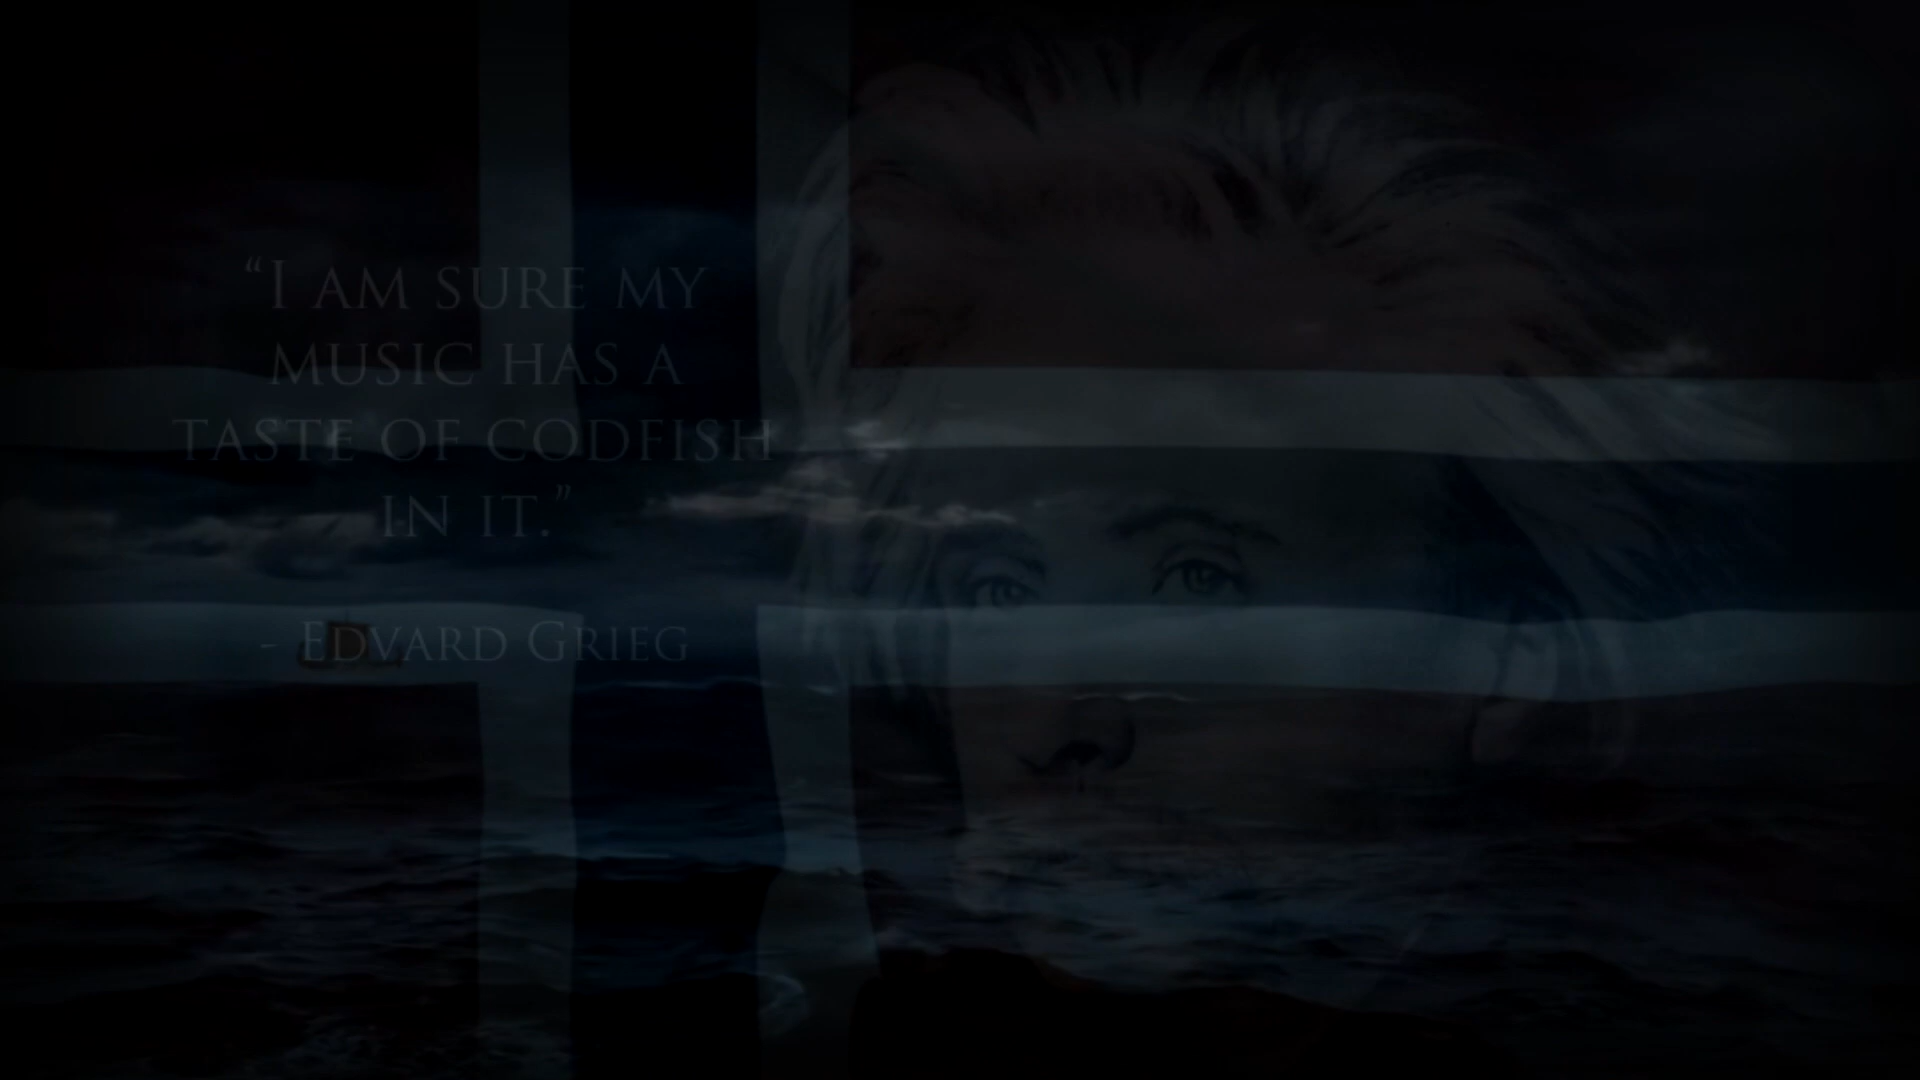 “I AM SURE MY
MUSIC HAS A
TASTE OF CODFISH
IN IT.”
- EDVARD GRIEG